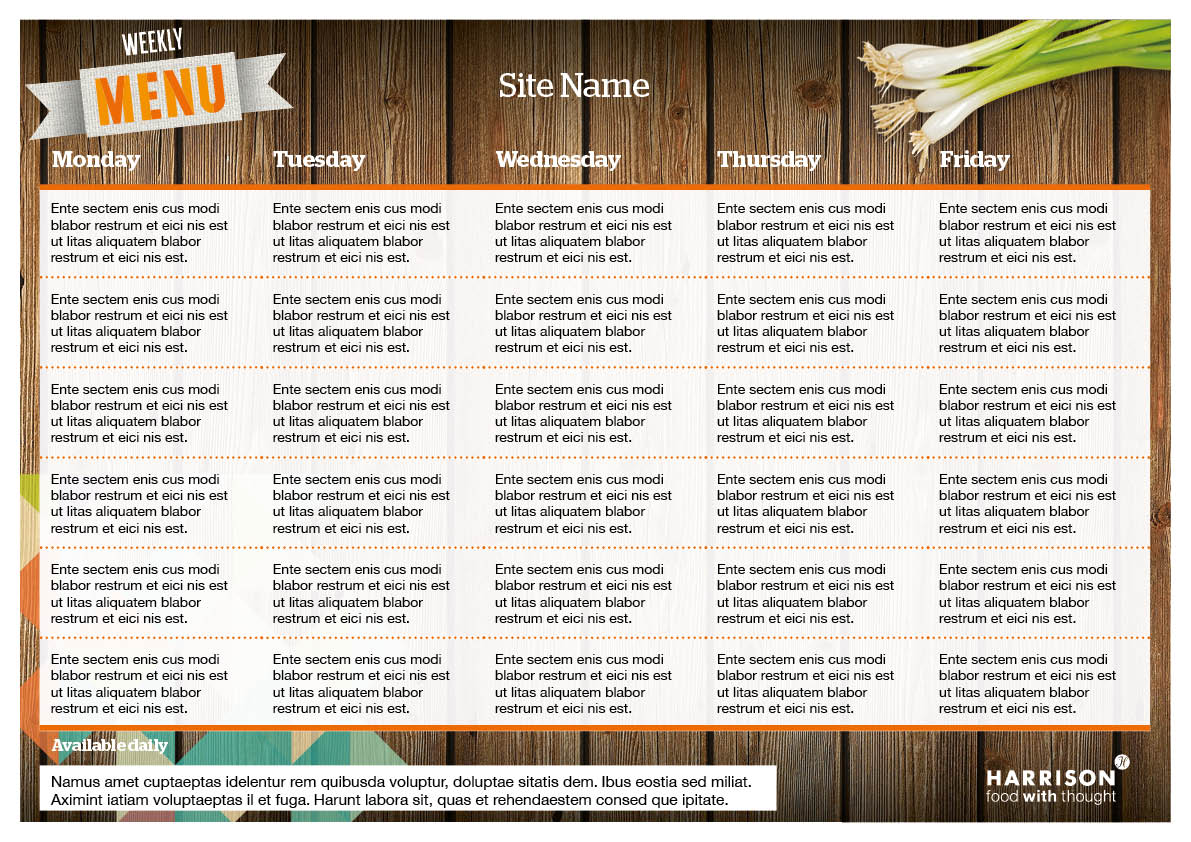 WEEKLY
MENU
Site Name
Monday Tuesday Wednesday Thursday Friday
Ente sectem enis cus modi Ente sectem enis cus modi Ente sectem enis cus modi Ente sectem enis cus modi Ente sectem enis cus modi
blabor restrum et eici nis est blabor restrum et eici nis est blabor restrum et eici nis est blabor restrum et eici nis est blabor restrum et eici nis est
ut litas aliquatem blabor ut litas aliquatem blabor ut litas aliquatem blabor ut litas aliquatem blabor ut litas aliquatem blabor
restrum et eici nis est. restrum et eici nis est. restrum et eici nis est. restrum et eici nis est. restrum et eici nis est.
Ente sectem enis cus modi Ente sectem enis cus modi Ente sectem enis cus modi Ente sectem enis cus modi Ente sectem enis cus modi
blabor restrum et eici nis est blabor restrum et eici nis est blabor restrum et eici nis est blabor restrum et eici nis est blabor restrum et eici nis est
ut litas aliquatem blabor ut litas aliquatem blabor ut litas aliquatem blabor ut litas aliquatem blabor ut litas aliquatem blabor
restrum et eici nis est. restrum et eici nis est. restrum et eici nis est. restrum et eici nis est. restrum et eici nis est.
Ente sectem enis cus modi Ente sectem enis cus modi Ente sectem enis cus modi Ente sectem enis cus modi Ente sectem enis cus modi
blabor restrum et eici nis est blabor restrum et eici nis est blabor restrum et eici nis est blabor restrum et eici nis est blabor restrum et eici nis est
ut litas aliquatem blabor ut litas aliquatem blabor ut litas aliquatem blabor ut litas aliquatem blabor ut litas aliquatem blabor
restrum et eici nis est. restrum et eici nis est. restrum et eici nis est. restrum et eici nis est. restrum et eici nis est.
Ente sectem enis cus modi Ente sectem enis cus modi Ente sectem enis cus modi Ente sectem enis cus modi Ente sectem enis cus modi
blabor restrum et eici nis est blabor restrum et eici nis est blabor restrum et eici nis est blabor restrum et eici nis est blabor restrum et eici nis est
ut litas aliquatem blabor ut litas aliquatem blabor ut litas aliquatem blabor ut litas aliquatem blabor ut litas aliquatem blabor
restrum et eici nis est. restrum et eici nis est. restrum et eici nis est. restrum et eici nis est. restrum et eici nis est.
Ente sectem enis cus modi Ente sectem enis cus modi Ente sectem enis cus modi Ente sectem enis cus modi Ente sectem enis cus modi
blabor restrum et eici nis est blabor restrum et eici nis est blabor restrum et eici nis est blabor restrum et eici nis est blabor restrum et eici nis est
ut litas aliquatem blabor ut litas aliquatem blabor ut litas aliquatem blabor ut litas aliquatem blabor ut litas aliquatem blabor
restrum et eici nis est. restrum et eici nis est. restrum et eici nis est. restrum et eici nis est. restrum et eici nis est.
Ente sectem enis cus modi Ente sectem enis cus modi Ente sectem enis cus modi Ente sectem enis cus modi Ente sectem enis cus modi
blabor restrum et eici nis est blabor restrum et eici nis est blabor restrum et eici nis est blabor restrum et eici nis est blabor restrum et eici nis est
ut litas aliquatem blabor ut litas aliquatem blabor ut litas aliquatem blabor ut litas aliquatem blabor ut litas aliquatem blabor
restrum et eici nis est. restrum et eici nis est. restrum et eici nis est. restrum et eici nis est. restrum et eici nis est.
Available daily
Namus amet cuptaeptas idelentur rem quibusda voluptur, doluptae sitatis dem. Ibus eostia sed miliat.
Aximint iatiam voluptaeptas il et fuga. Harunt labora sit, quas et rehendaestem consed que ipitate.
H
HARRISON
food with thought